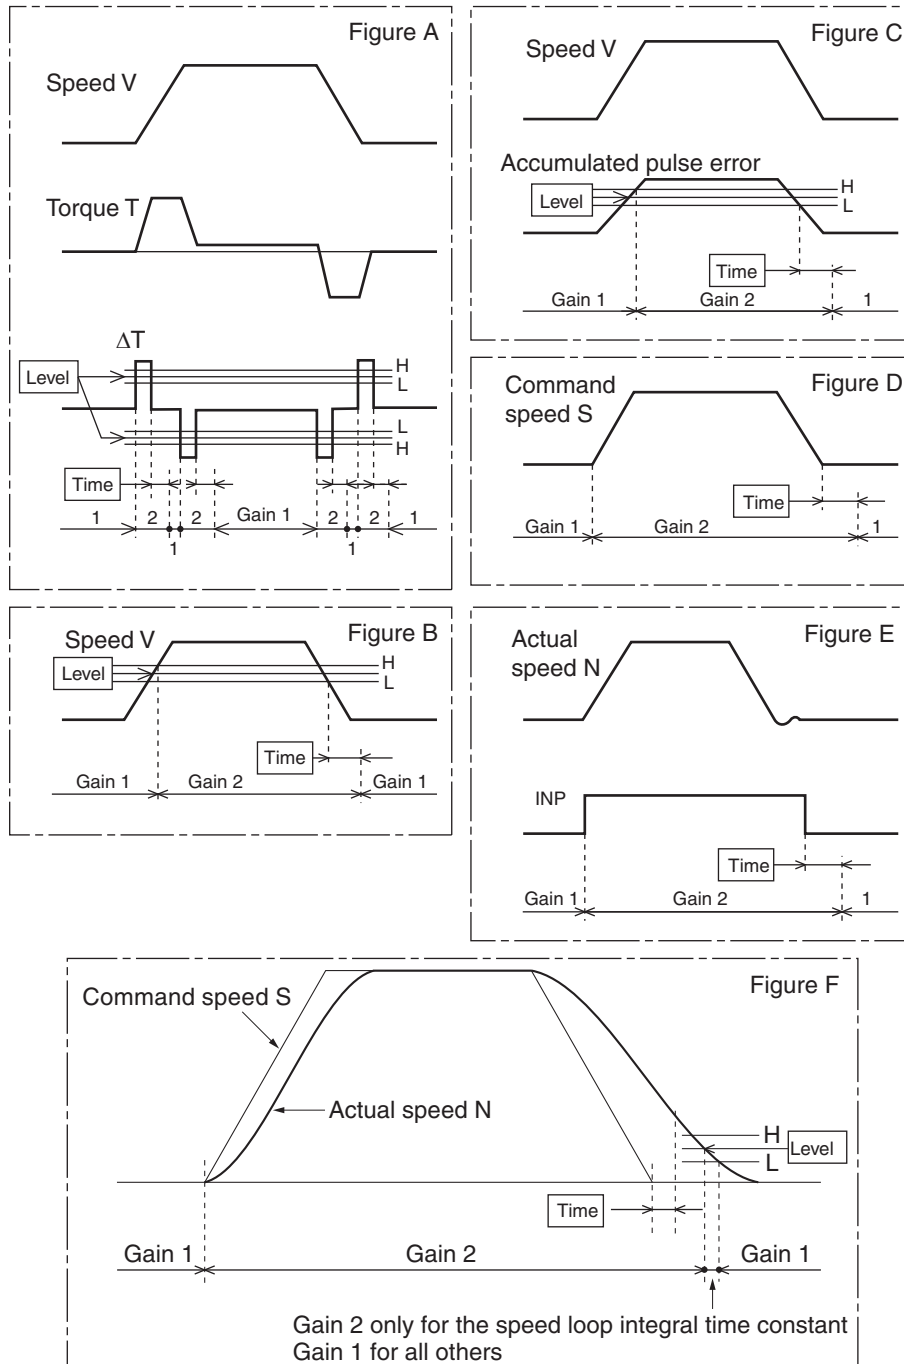 Figure A
Speed V
Torque T
ΔT
H
Level
L
L
H
Time
1 2 2 Gain 1 2 2 1
1 1
Figure B
Speed V
H
Level
L
Time
Gain 1 Gain 2 Gain 1
Figure C
Speed V
Accumulated pulse error
H
Level
L
Time
Gain 1 Gain 2 1
Figure D
Command
speed S
Time
Gain 1 Gain 2 1
Figure E
Actual
speed N
INP
Time
Gain 1 Gain 2 1
Figure F
Command speed S
Actual speed N
H
Level
L
Time
Gain 1 Gain 2 Gain 1
Gain 2 only for the speed loop integral time constant
Gain 1 for all others